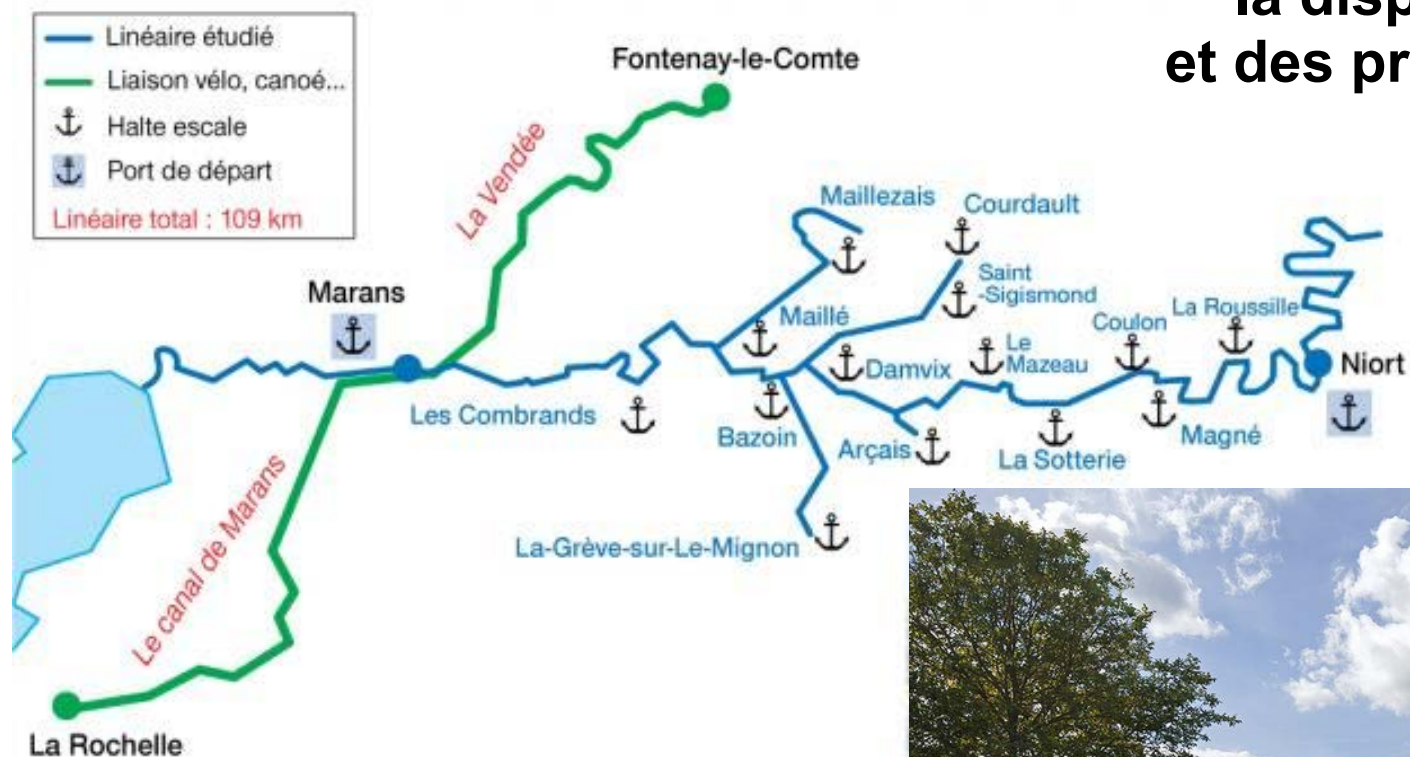 la disp
et des pr
Linéaire étudié
Liaison vélo, canoé...
Halte escale
Port de départ
Linéaire total : 109 km
Fontenay-le-Comte
La Vendée
Maillezais
Courdault
Saint
-Sigismond
Marans
Maillé
Coulon
La Roussille
Le
Mazeau
Damvix
Niort
Les Combrands
Bazoin
Arçais
La Sotterie
Magné
La-Grève-sur-Le-Mignon
Le canal de Marans
La Rochelle